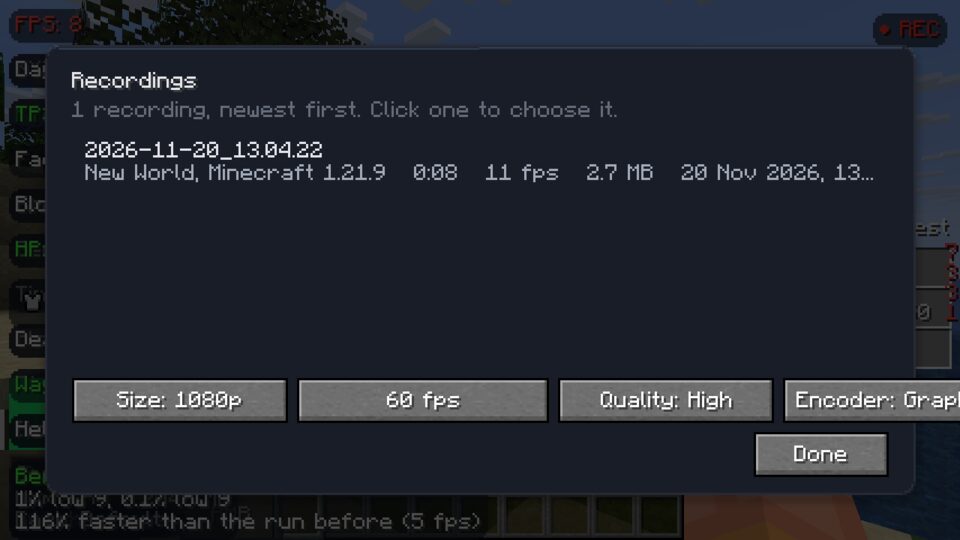 FPS: 8
REC
Recordings
1 recording, newest first. Click one to choose it.
2026-11-20_13.04.22
New World, Minecraft 1.21.9 0:08 11 fps 2.7 MB 20 Nov 2026, 13...
Size: 1080p
60 fps
Quality: High
Encoder: Grap
Done
1% low 9, 0.1% low 9
116% faster than the run before (5 fps)